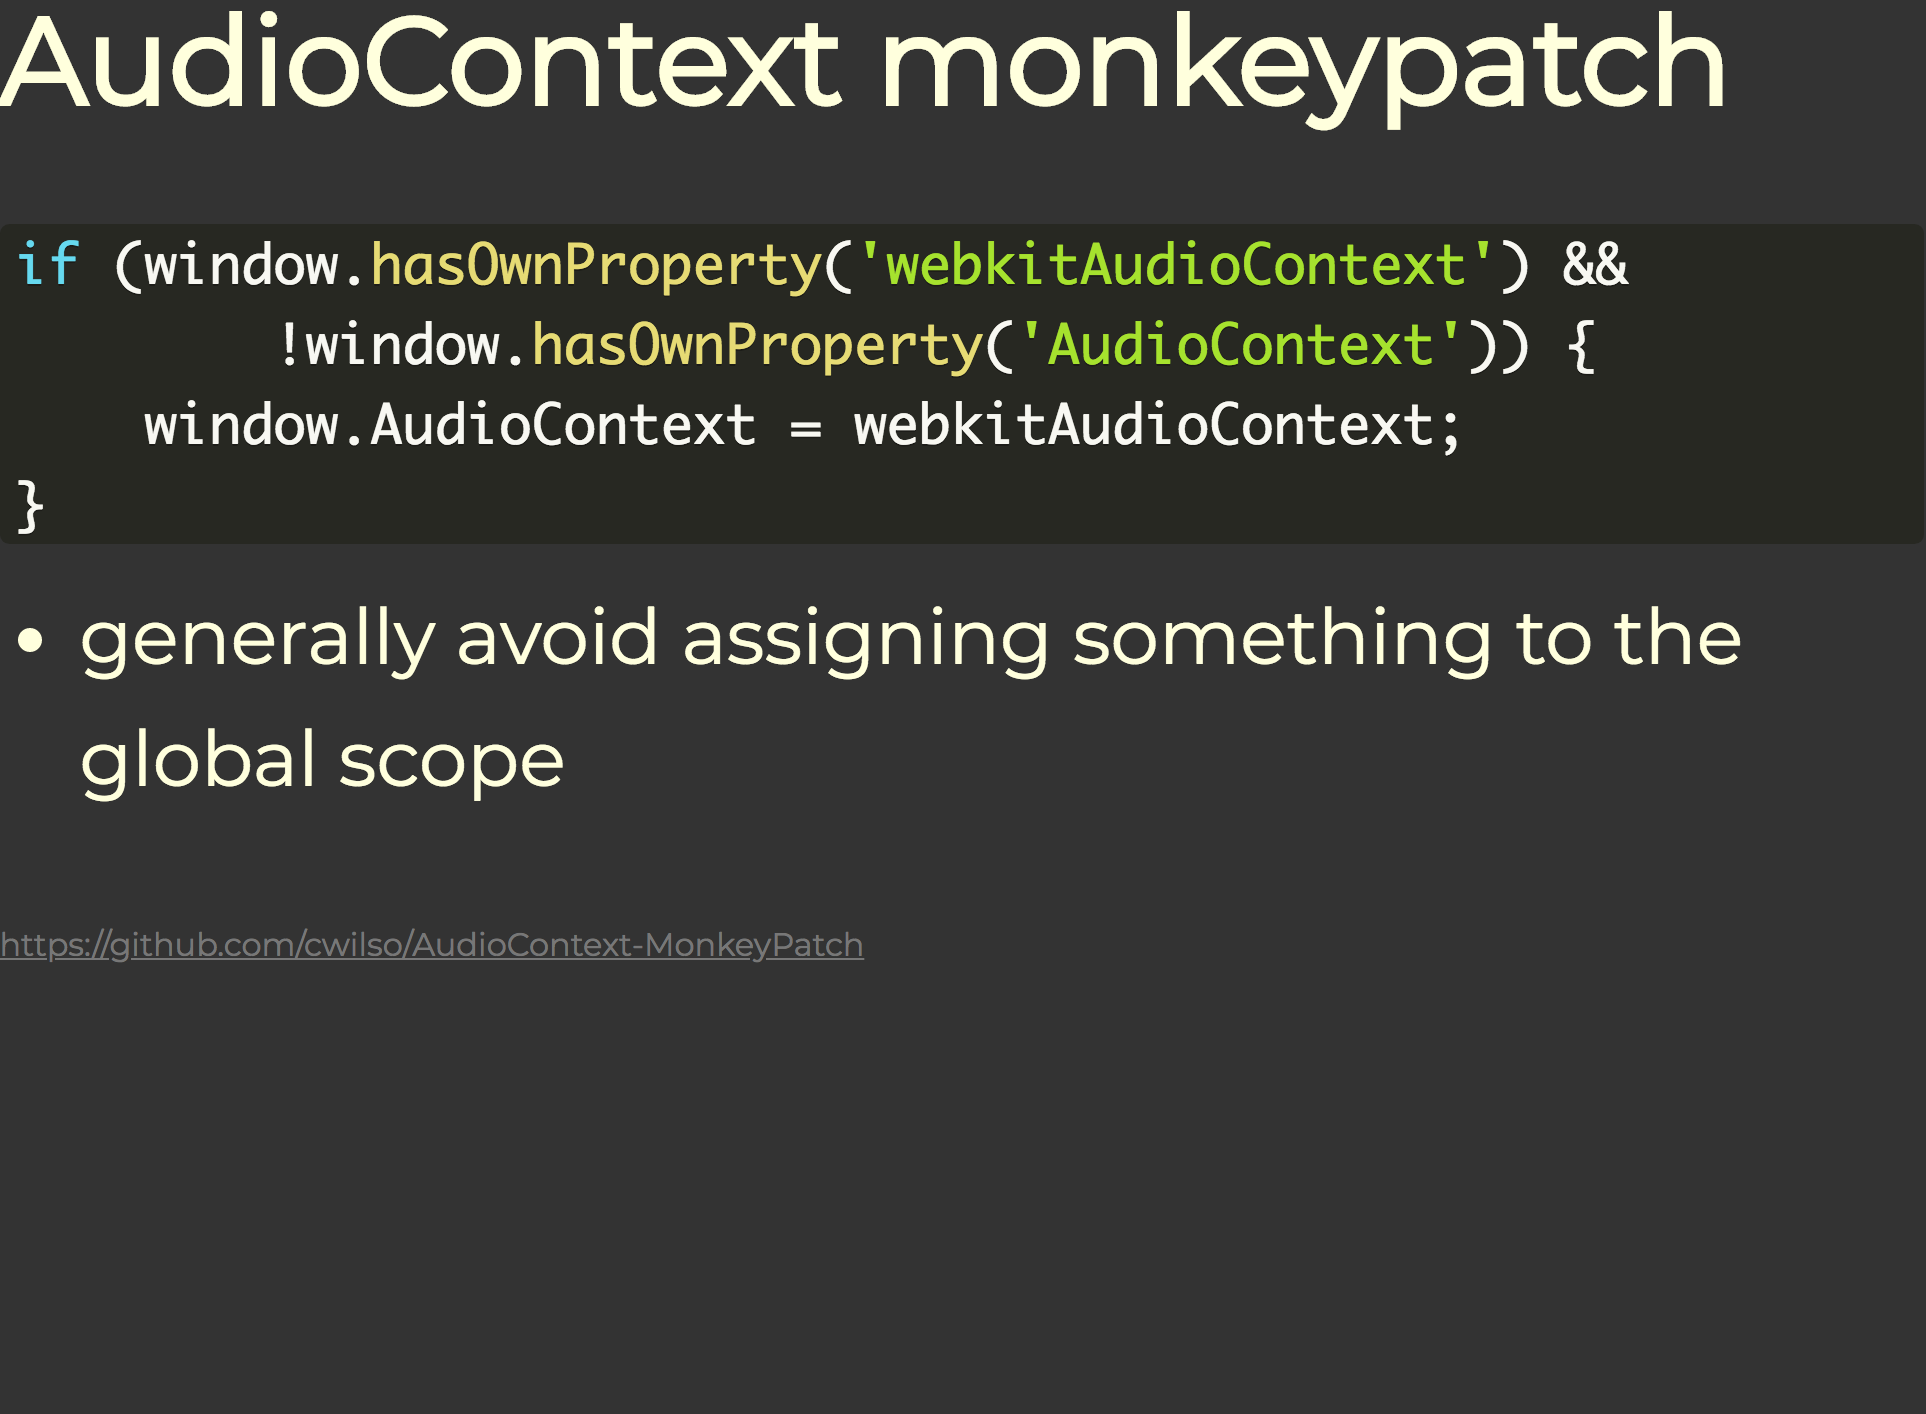 AudioContext monkeypatch
if (window.hasOwnProperty('webkitAudioContext') &&
        !window.hasOwnProperty('AudioContext')) {
    window.AudioContext = webkitAudioContext;
}
• generally avoid assigning something to the
global scope
https://github.com/cwilso/AudioContext-MonkeyPatch